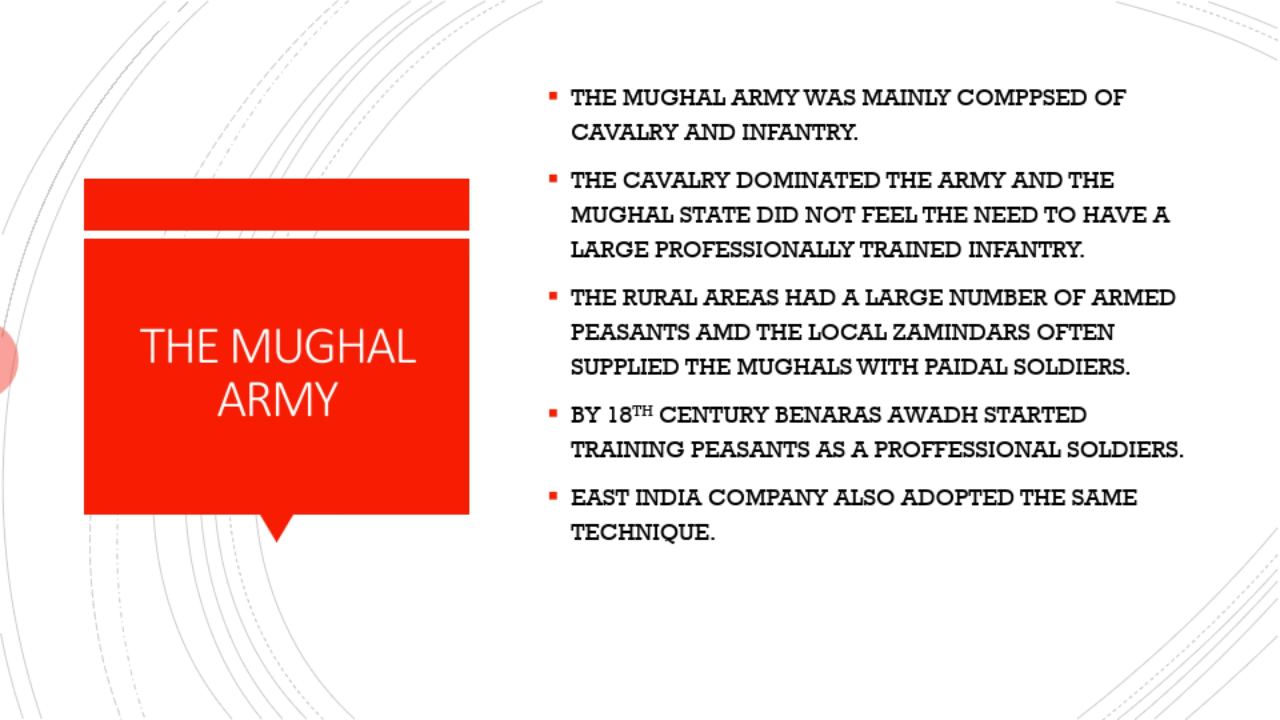 THE MUGHAL
ARMY
▪ THE MUGHAL ARMY WAS MAINLY COMPPSED OF
CAVALRY AND INFANTRY.
▪ THE CAVALRY DOMINATED THE ARMY AND THE
MUGHAL STATE DID NOT FEEL THE NEED TO HAVE A
LARGE PROFESSIONALLY TRAINED INFANTRY.
▪ THE RURAL AREAS HAD A LARGE NUMBER OF ARMED
PEASANTS AMD THE LOCAL ZAMINDARS OFTEN
SUPPLIED THE MUGHALS WITH PAIDAL SOLDIERS.
▪ BY 18TH CENTURY BENARAS AWADH STARTED
TRAINING PEASANTS AS A PROFFESSIONAL SOLDIERS.
▪ EAST INDIA COMPANY ALSO ADOPTED THE SAME
TECHNIQUE.